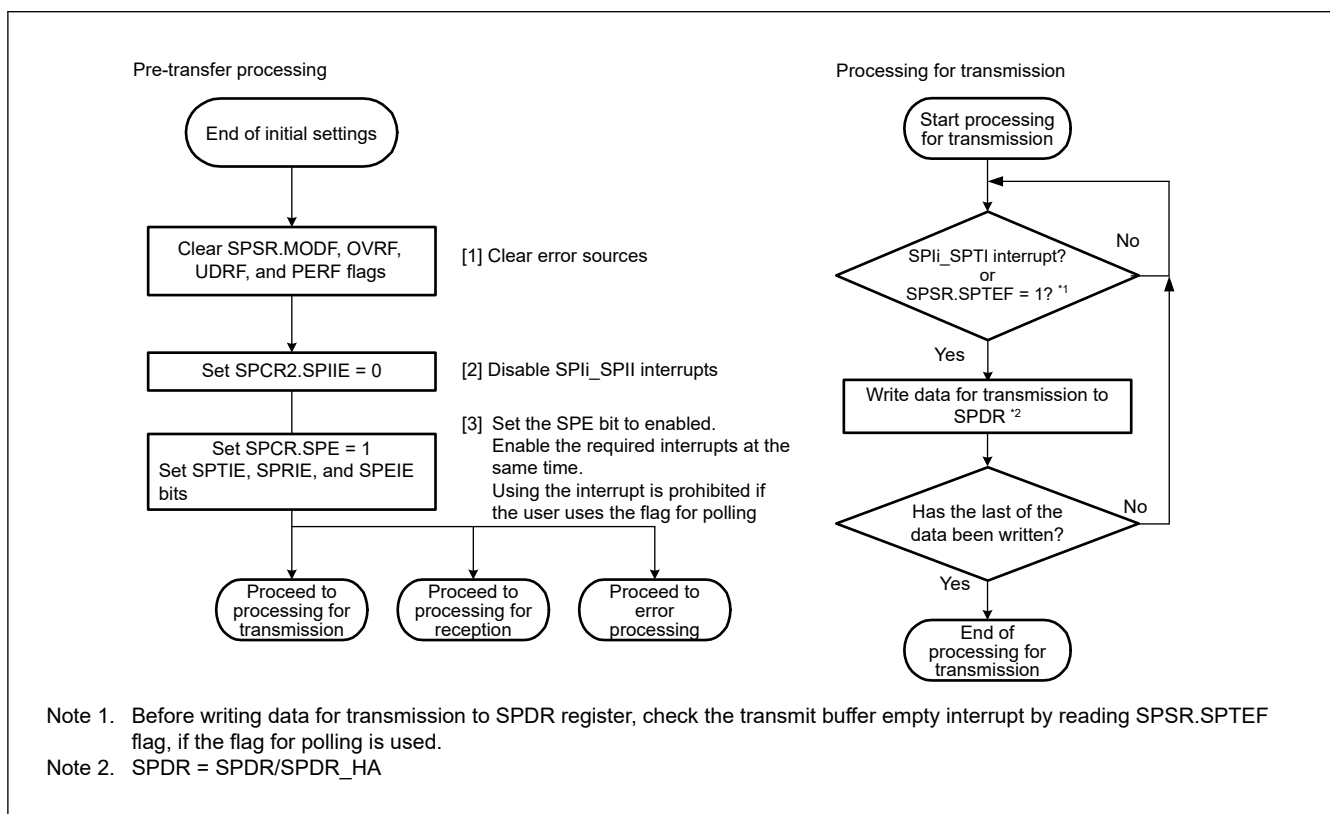 Pre-transfer processing
End of initial settings
Clear SPSR.MODF, OVRF,
UDRF, and PERF flags
[1] Clear error sources
Set SPCR2.SPIIE = 0
[2] Disable SPIi_SPII interrupts
Set SPCR.SPE = 1
Set SPTIE, SPRIE, and SPEIE
bits
[3] Set the SPE bit to enabled.
Enable the required interrupts at the
same time.
Using the interrupt is prohibited if
the user uses the flag for polling
Proceed to
processing for
transmission
Proceed to
processing for
reception
Proceed to
error
processing
Processing for transmission
Start processing
for transmission
SPIi_SPTI interrupt?
or
SPSR.SPTEF = 1? *1
No
Yes
Write data for transmission to
SPDR *2
Has the last of the
data been written?
No
Yes
End of
processing for
transmission
Note 1. Before writing data for transmission to SPDR register, check the transmit buffer empty interrupt by reading SPSR.SPTEF
flag, if the flag for polling is used.
Note 2. SPDR = SPDR/SPDR_HA